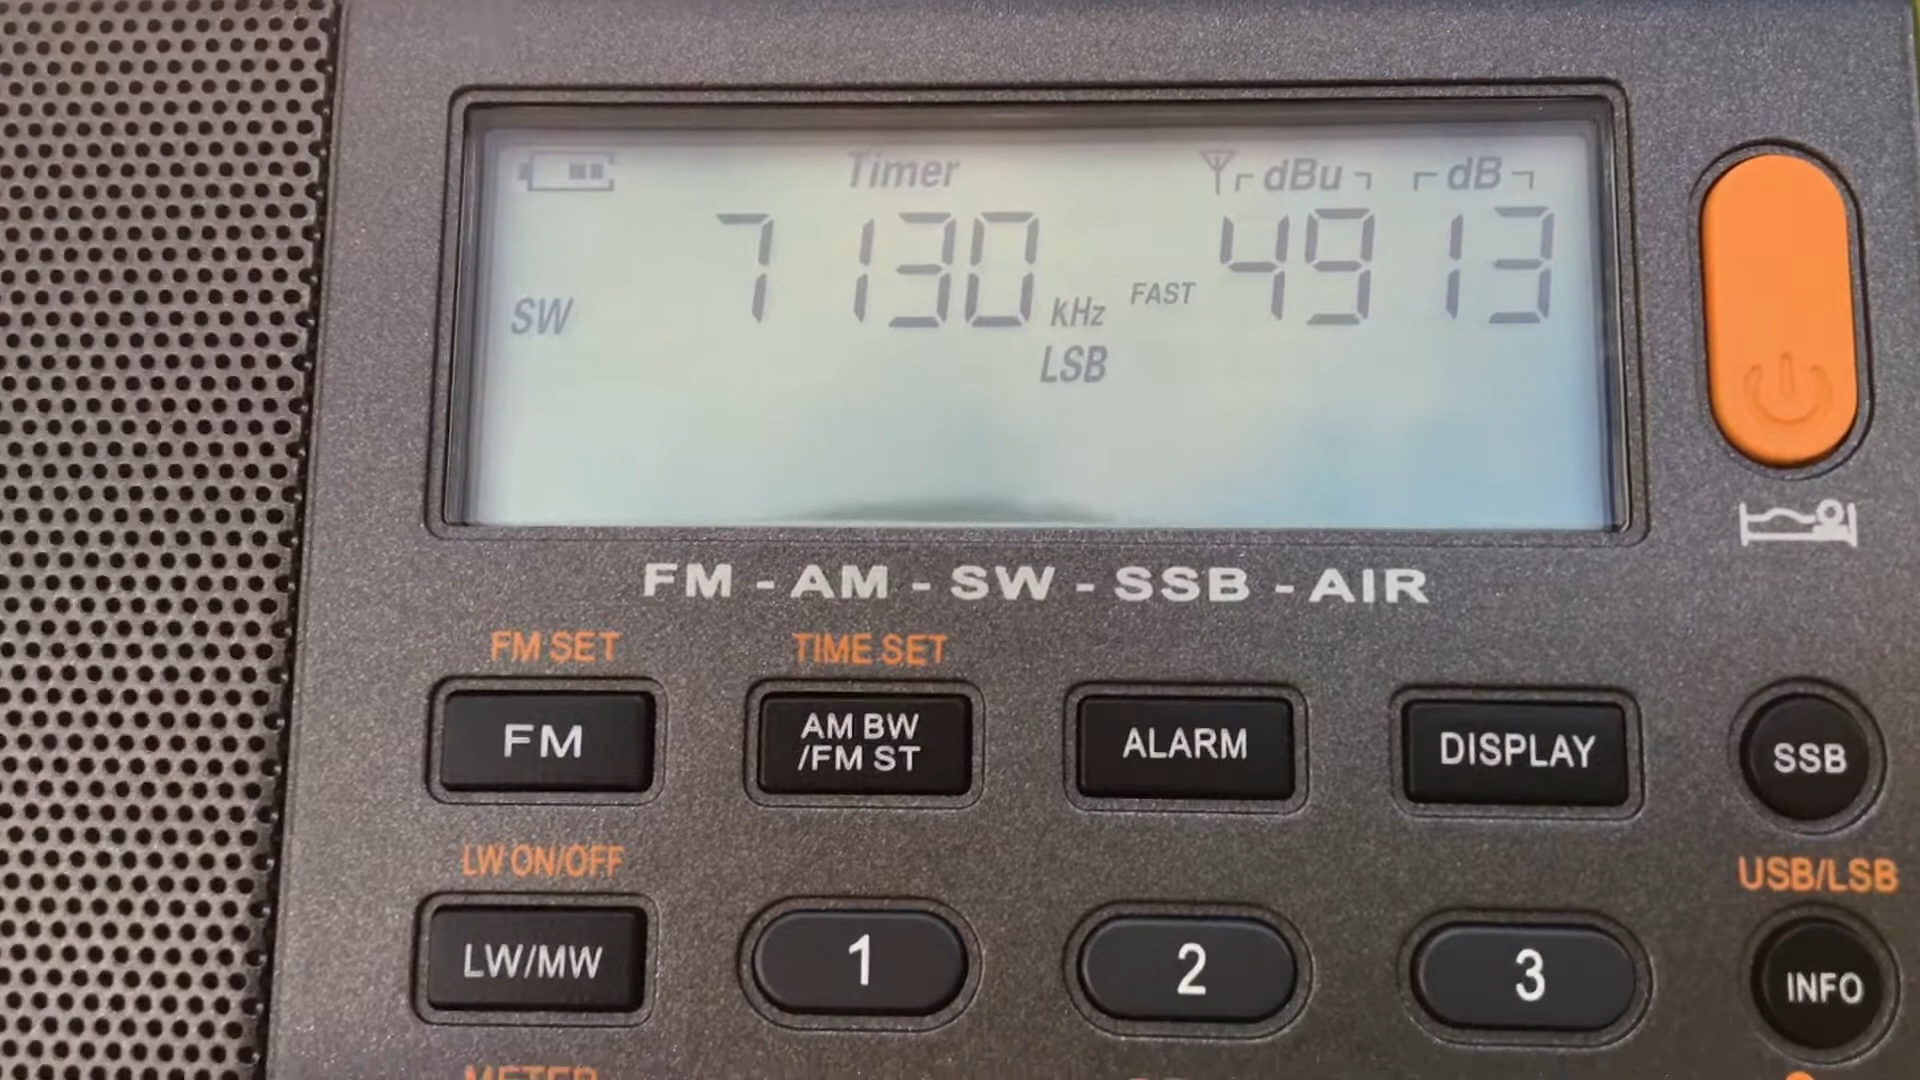 Timer dBu dB
SW 7130 kHz FAST 49 13
LSB
FM - AM - SW - SSB - AIR
FM SET TIME SET
FM AM BW /FM ST ALARM DISPLAY SSB
LW ON/OFF USB/LSB
LW/MW 1 2 3 INFO
METER